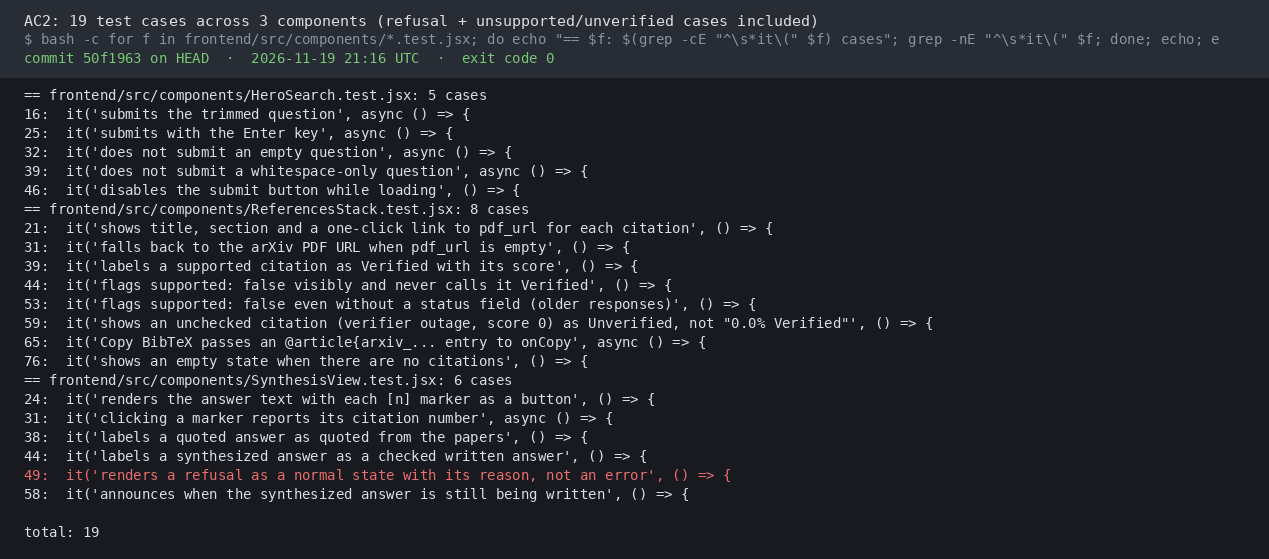 AC2: 19 test cases across 3 components (refusal + unsupported/unverified cases included)
$ bash -c for f in frontend/src/components/*.test.jsx; do echo "== $f: $(grep -cE "^\s*it\(" $f) cases"; grep -nE "^\s*it\(" $f; done; echo; e
commit 50f1963 on HEAD · 2026-11-19 21:16 UTC · exit code 0
== frontend/src/components/HeroSearch.test.jsx: 5 cases
16:  it('submits the trimmed question', async () => {
25:  it('submits with the Enter key', async () => {
32:  it('does not submit an empty question', async () => {
39:  it('does not submit a whitespace-only question', async () => {
46:  it('disables the submit button while loading', () => {
== frontend/src/components/ReferencesStack.test.jsx: 8 cases
21:  it('shows title, section and a one-click link to pdf_url for each citation', () => {
31:  it('falls back to the arXiv PDF URL when pdf_url is empty', () => {
39:  it('labels a supported citation as Verified with its score', () => {
44:  it('flags supported: false visibly and never calls it Verified', () => {
53:  it('flags supported: false even without a status field (older responses)', () => {
59:  it('shows an unchecked citation (verifier outage, score 0) as Unverified, not "0.0% Verified"', () => {
65:  it('Copy BibTeX passes an @article{arxiv_... entry to onCopy', async () => {
76:  it('shows an empty state when there are no citations', () => {
== frontend/src/components/SynthesisView.test.jsx: 6 cases
24:  it('renders the answer text with each [n] marker as a button', () => {
31:  it('clicking a marker reports its citation number', async () => {
38:  it('labels a quoted answer as quoted from the papers', () => {
44:  it('labels a synthesized answer as a checked written answer', () => {
49:  it('renders a refusal as a normal state with its reason, not an error', () => {
58:  it('announces when the synthesized answer is still being written', () => {
total: 19